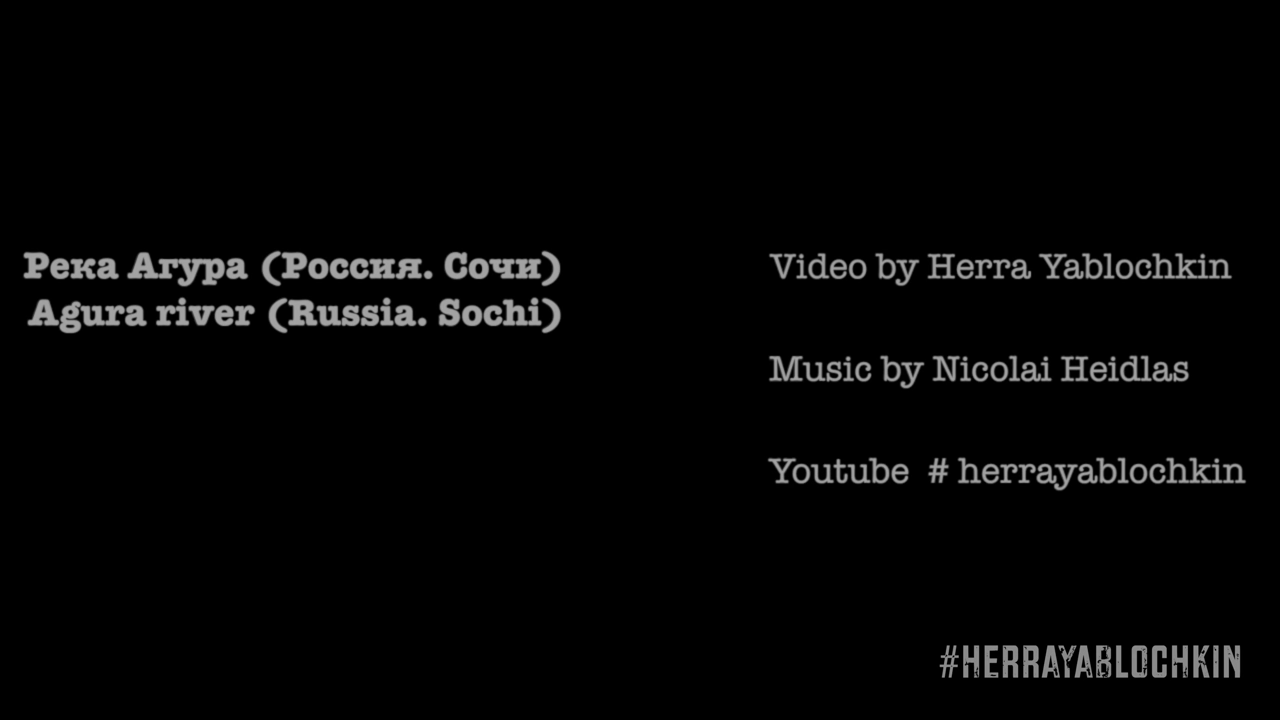 Река Агура (Россия. Сочи)
Agura river (Russia. Sochi)
Video by Herra Yablochkin
Music by Nicolai Heidlas
Youtube # herrayablochkin
#HERRAYABLOCHKIN